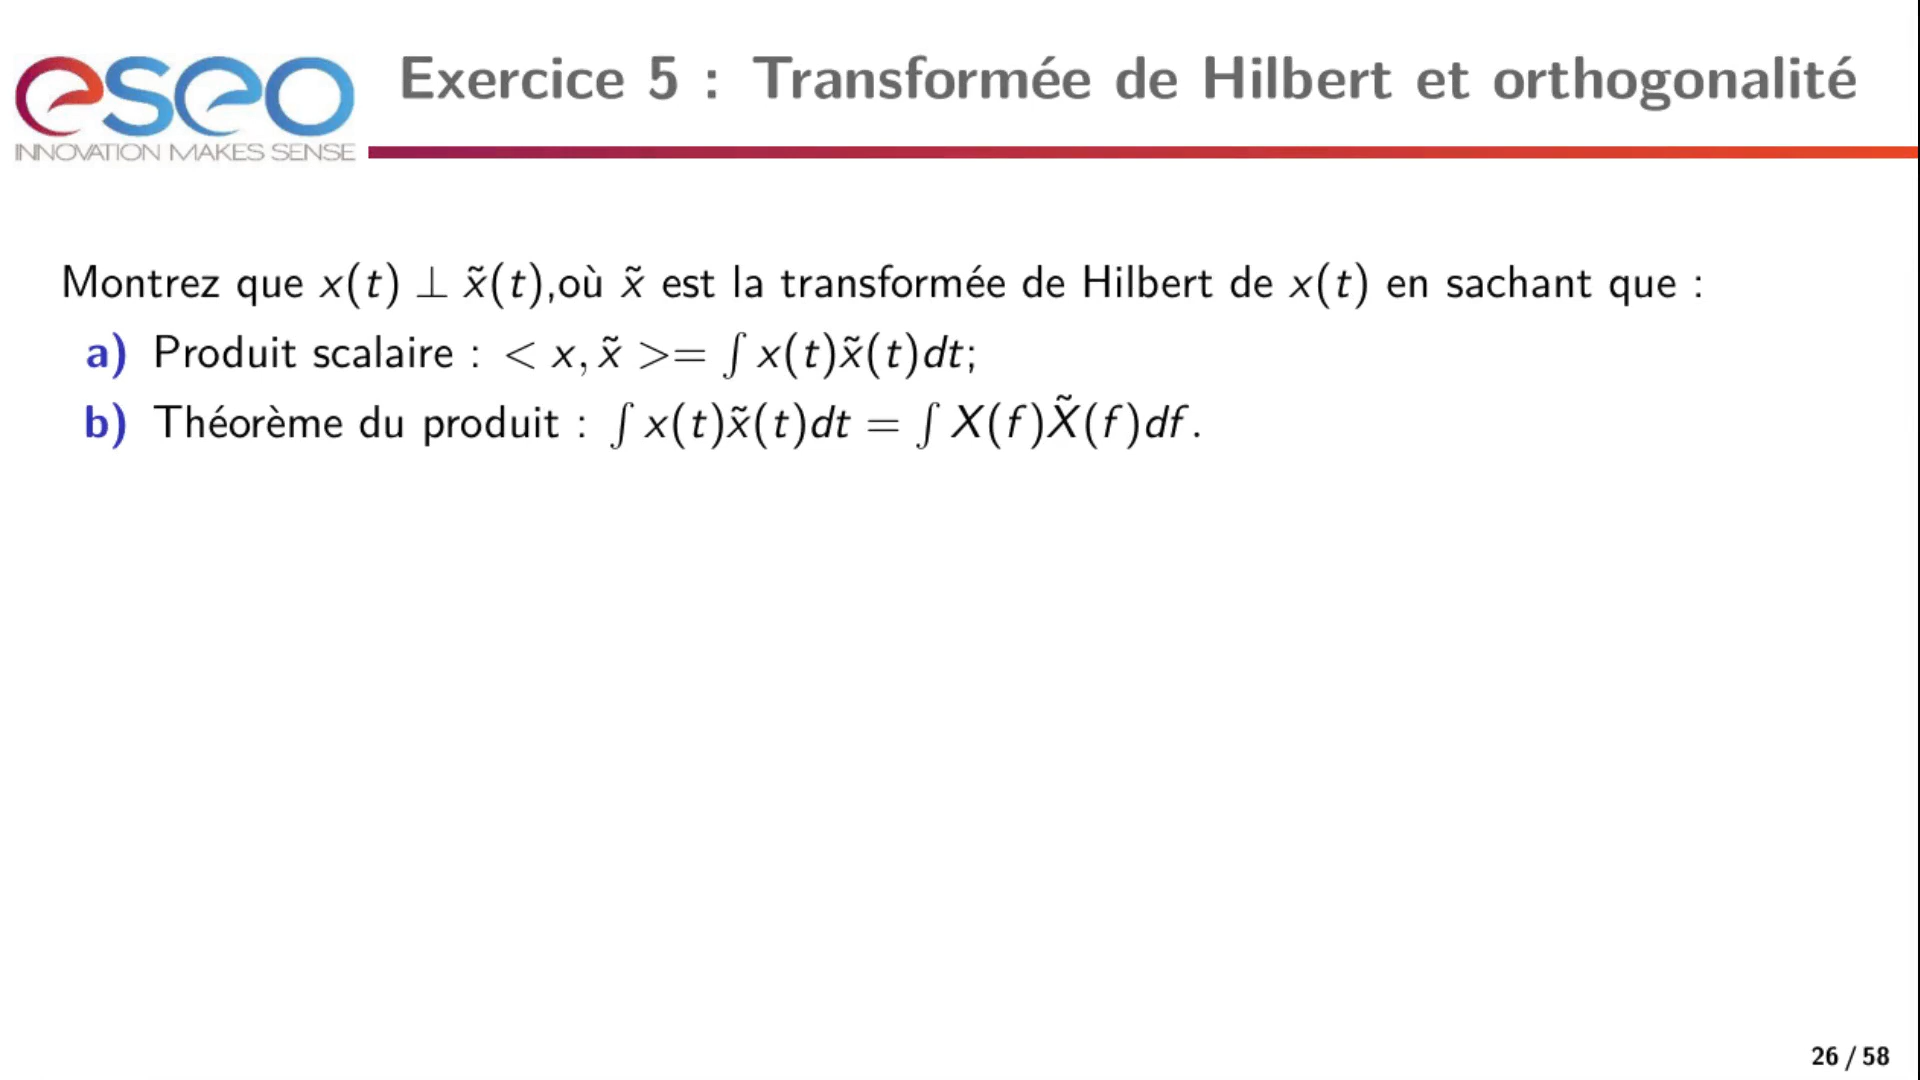 eseo
INNOVATION MAKES SENSE
Exercice 5 : Transformée de Hilbert et orthogonalité
Montrez que x(t) ⊥ x̃(t),où x̃ est la transformée de Hilbert de x(t) en sachant que :
a) Produit scalaire : < x, x̃ >= ∫ x(t)x̃(t)dt;
b) Théorème du produit : ∫ x(t)x̃(t)dt = ∫ X(f)X̃(f)df.
26 / 58